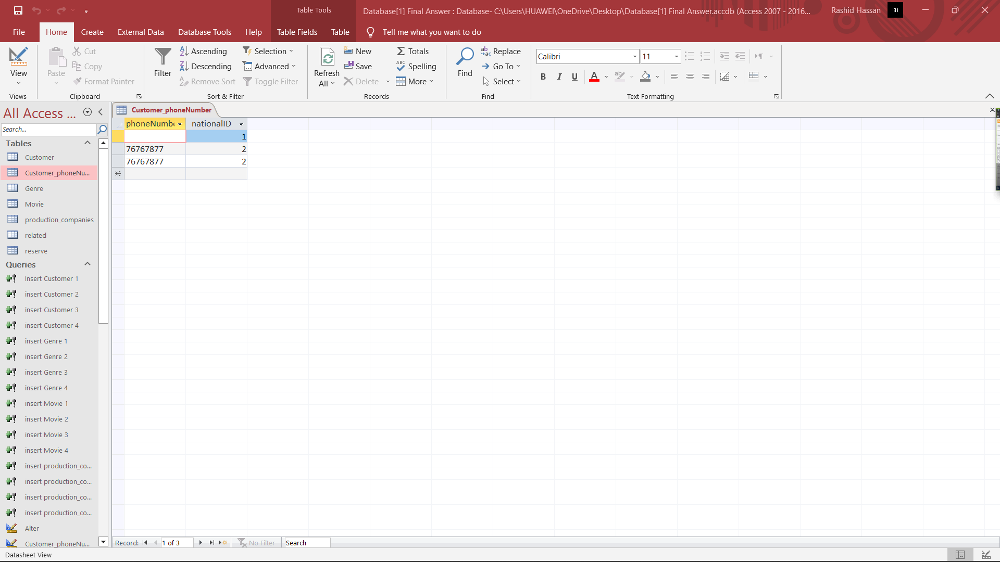 Table Tools
Database[1] Final Answer : Database- C:\Users\HUAWEI\OneDrive\Desktop\Database[1] Final Answer.accdb (Access 2007 - 2016...
Rashid Hassan
File
Home
Create
External Data
Database Tools
Help
Table Fields
Table
Tell me what you want to do
View
Views
Paste
Cut
Copy
Format Painter
Clipboard
Filter
Ascending
Descending
Remove Sort
Selection
Advanced
Toggle Filter
Sort & Filter
Refresh
All
New
Save
Delete
Totals
Spelling
More
Records
Find
Replace
Go To
Select
Find
Calibri
11
B I U
Text Formatting
All Access ...
Search...
Tables
Customer
Customer_phoneNu...
Genre
Movie
production_companies
related
reserve
Queries
Insert Customer 1
insert Customer 2
insert Customer 3
insert Customer 4
insert Genre 1
insert Genre 2
insert Genre 3
insert Genre 4
insert Movie 1
insert Movie 2
insert Movie 3
insert Movie 4
insert production_co...
insert production_co...
insert production_co...
insert production_co...
Alter
Customer_phoneNu...
Customer_phoneNumber
phoneNumbe nationalID
1
76767877 2
76767877 2
Record: 1 of 3 No Filter Search
Datasheet View